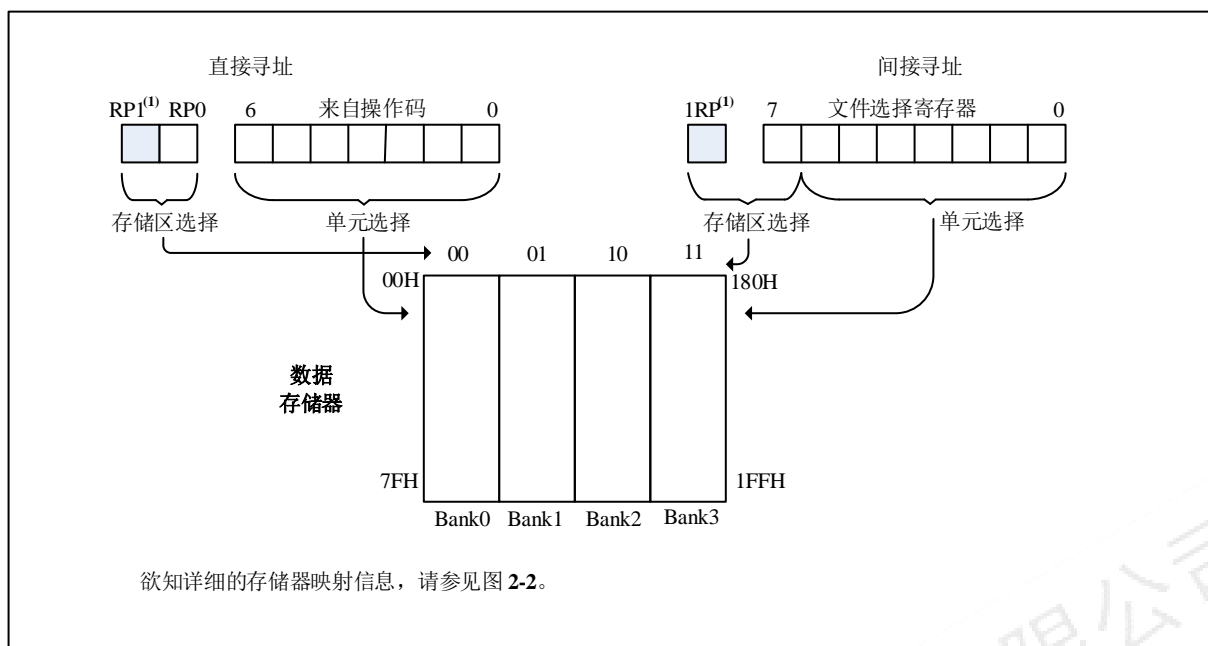 直接寻址 间接寻址
RP1(1) RP0 6 来自操作码 0 1RP(1) 7 文件选择寄存器 0
存储区选择 单元选择 存储区选择 单元选择
00 01 10 11
00H 180H
数据
存储器
7FH 1FFH
Bank0 Bank1 Bank2 Bank3
欲知详细的存储器映射信息，请参见图 2-2。
限公司